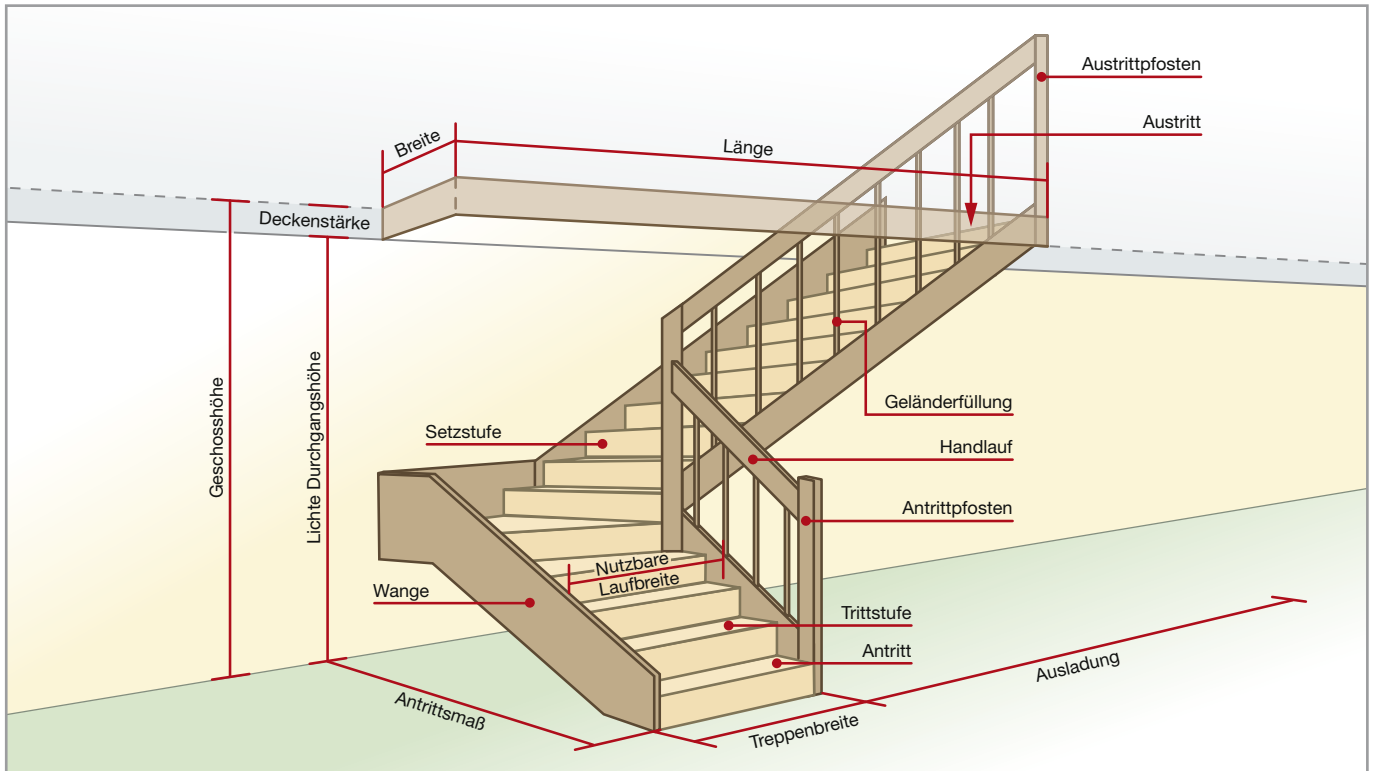 Austrittpfosten
Austritt
Breite
Länge
Deckenstärke
Geschosshöhe
Lichte Durchgangshöhe
Geländerfüllung
Setzstufe
Handlauf
Antrittpfosten
Nutzbare
Laufbreite
Wange
Trittstufe
Antritt
Ausladung
Antrittsmaß
Treppenbreite